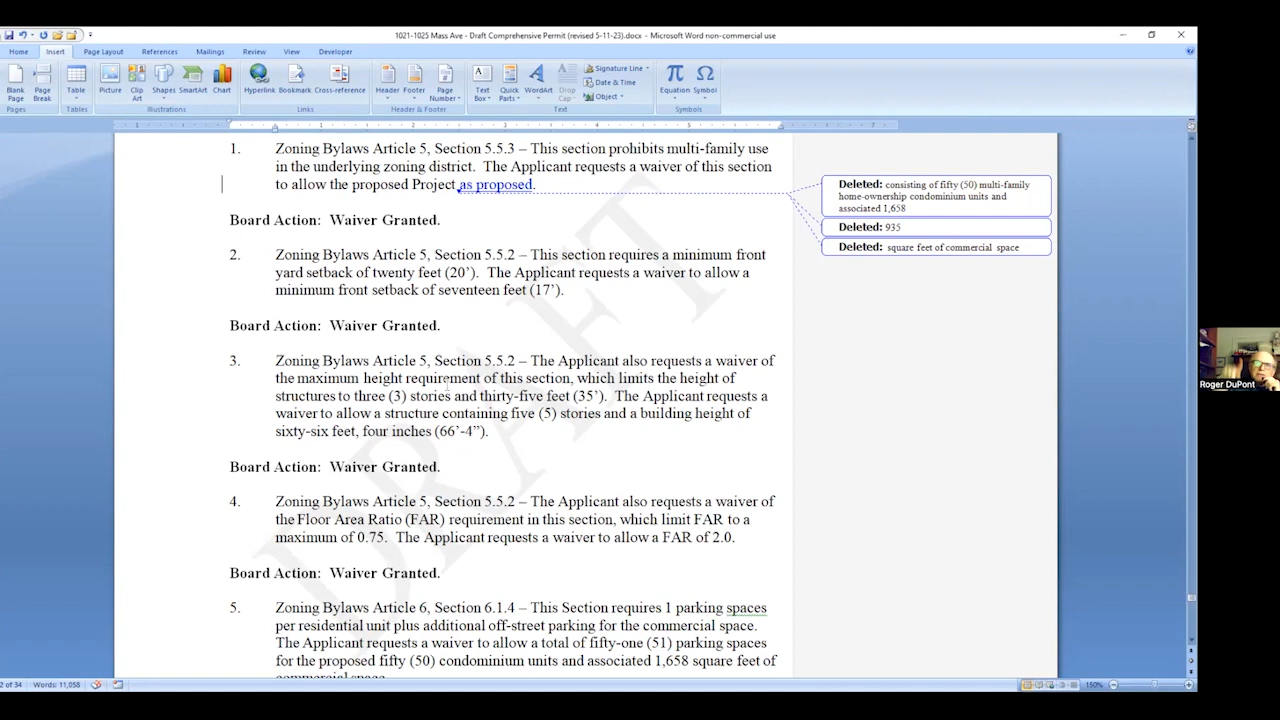 1021-1025 Mass Ave - Draft Comprehensive Permit (revised 5-11-23).docx - Microsoft Word non-commercial use
Home Insert Page Layout References Mailings Review View Developer
Blank Page
Page Break
Table
Picture
Clip Art
Shapes
SmartArt
Chart
Hyperlink
Bookmark
Cross-reference
Header
Footer
Page Number
Text Box
Quick Parts
WordArt
Drop Cap
Signature Line
Date & Time
Object
Equation
Symbol
Pages Tables Illustrations Links Header & Footer Text Symbols
1. Zoning Bylaws Article 5, Section 5.5.3 – This section prohibits multi-family use
in the underlying zoning district. The Applicant requests a waiver of this section
to allow the proposed Project as proposed.
Deleted: consisting of fifty (50) multi-family
home-ownership condominium units and
associated 1,658
Deleted: 935
Deleted: square feet of commercial space
Board Action: Waiver Granted.
2. Zoning Bylaws Article 5, Section 5.5.2 – This section requires a minimum front
yard setback of twenty feet (20’). The Applicant requests a waiver to allow a
minimum front setback of seventeen feet (17’).
Board Action: Waiver Granted.
3. Zoning Bylaws Article 5, Section 5.5.2 – The Applicant also requests a waiver of
the maximum height requirement of this section, which limits the height of
structures to three (3) stories and thirty-five feet (35’). The Applicant requests a
waiver to allow a structure containing five (5) stories and a building height of
sixty-six feet, four inches (66’-4”).
Board Action: Waiver Granted.
4. Zoning Bylaws Article 5, Section 5.5.2 – The Applicant also requests a waiver of
the Floor Area Ratio (FAR) requirement in this section, which limit FAR to a
maximum of 0.75. The Applicant requests a waiver to allow a FAR of 2.0.
Board Action: Waiver Granted.
5. Zoning Bylaws Article 6, Section 6.1.4 – This Section requires 1 parking spaces
per residential unit plus additional off-street parking for the commercial space.
The Applicant requests a waiver to allow a total of fifty-one (51) parking spaces
for the proposed fifty (50) condominium units and associated 1,658 square feet of
commercial space.
DRAFT
Roger DuPont
2 of 34 Words: 11,058
150%